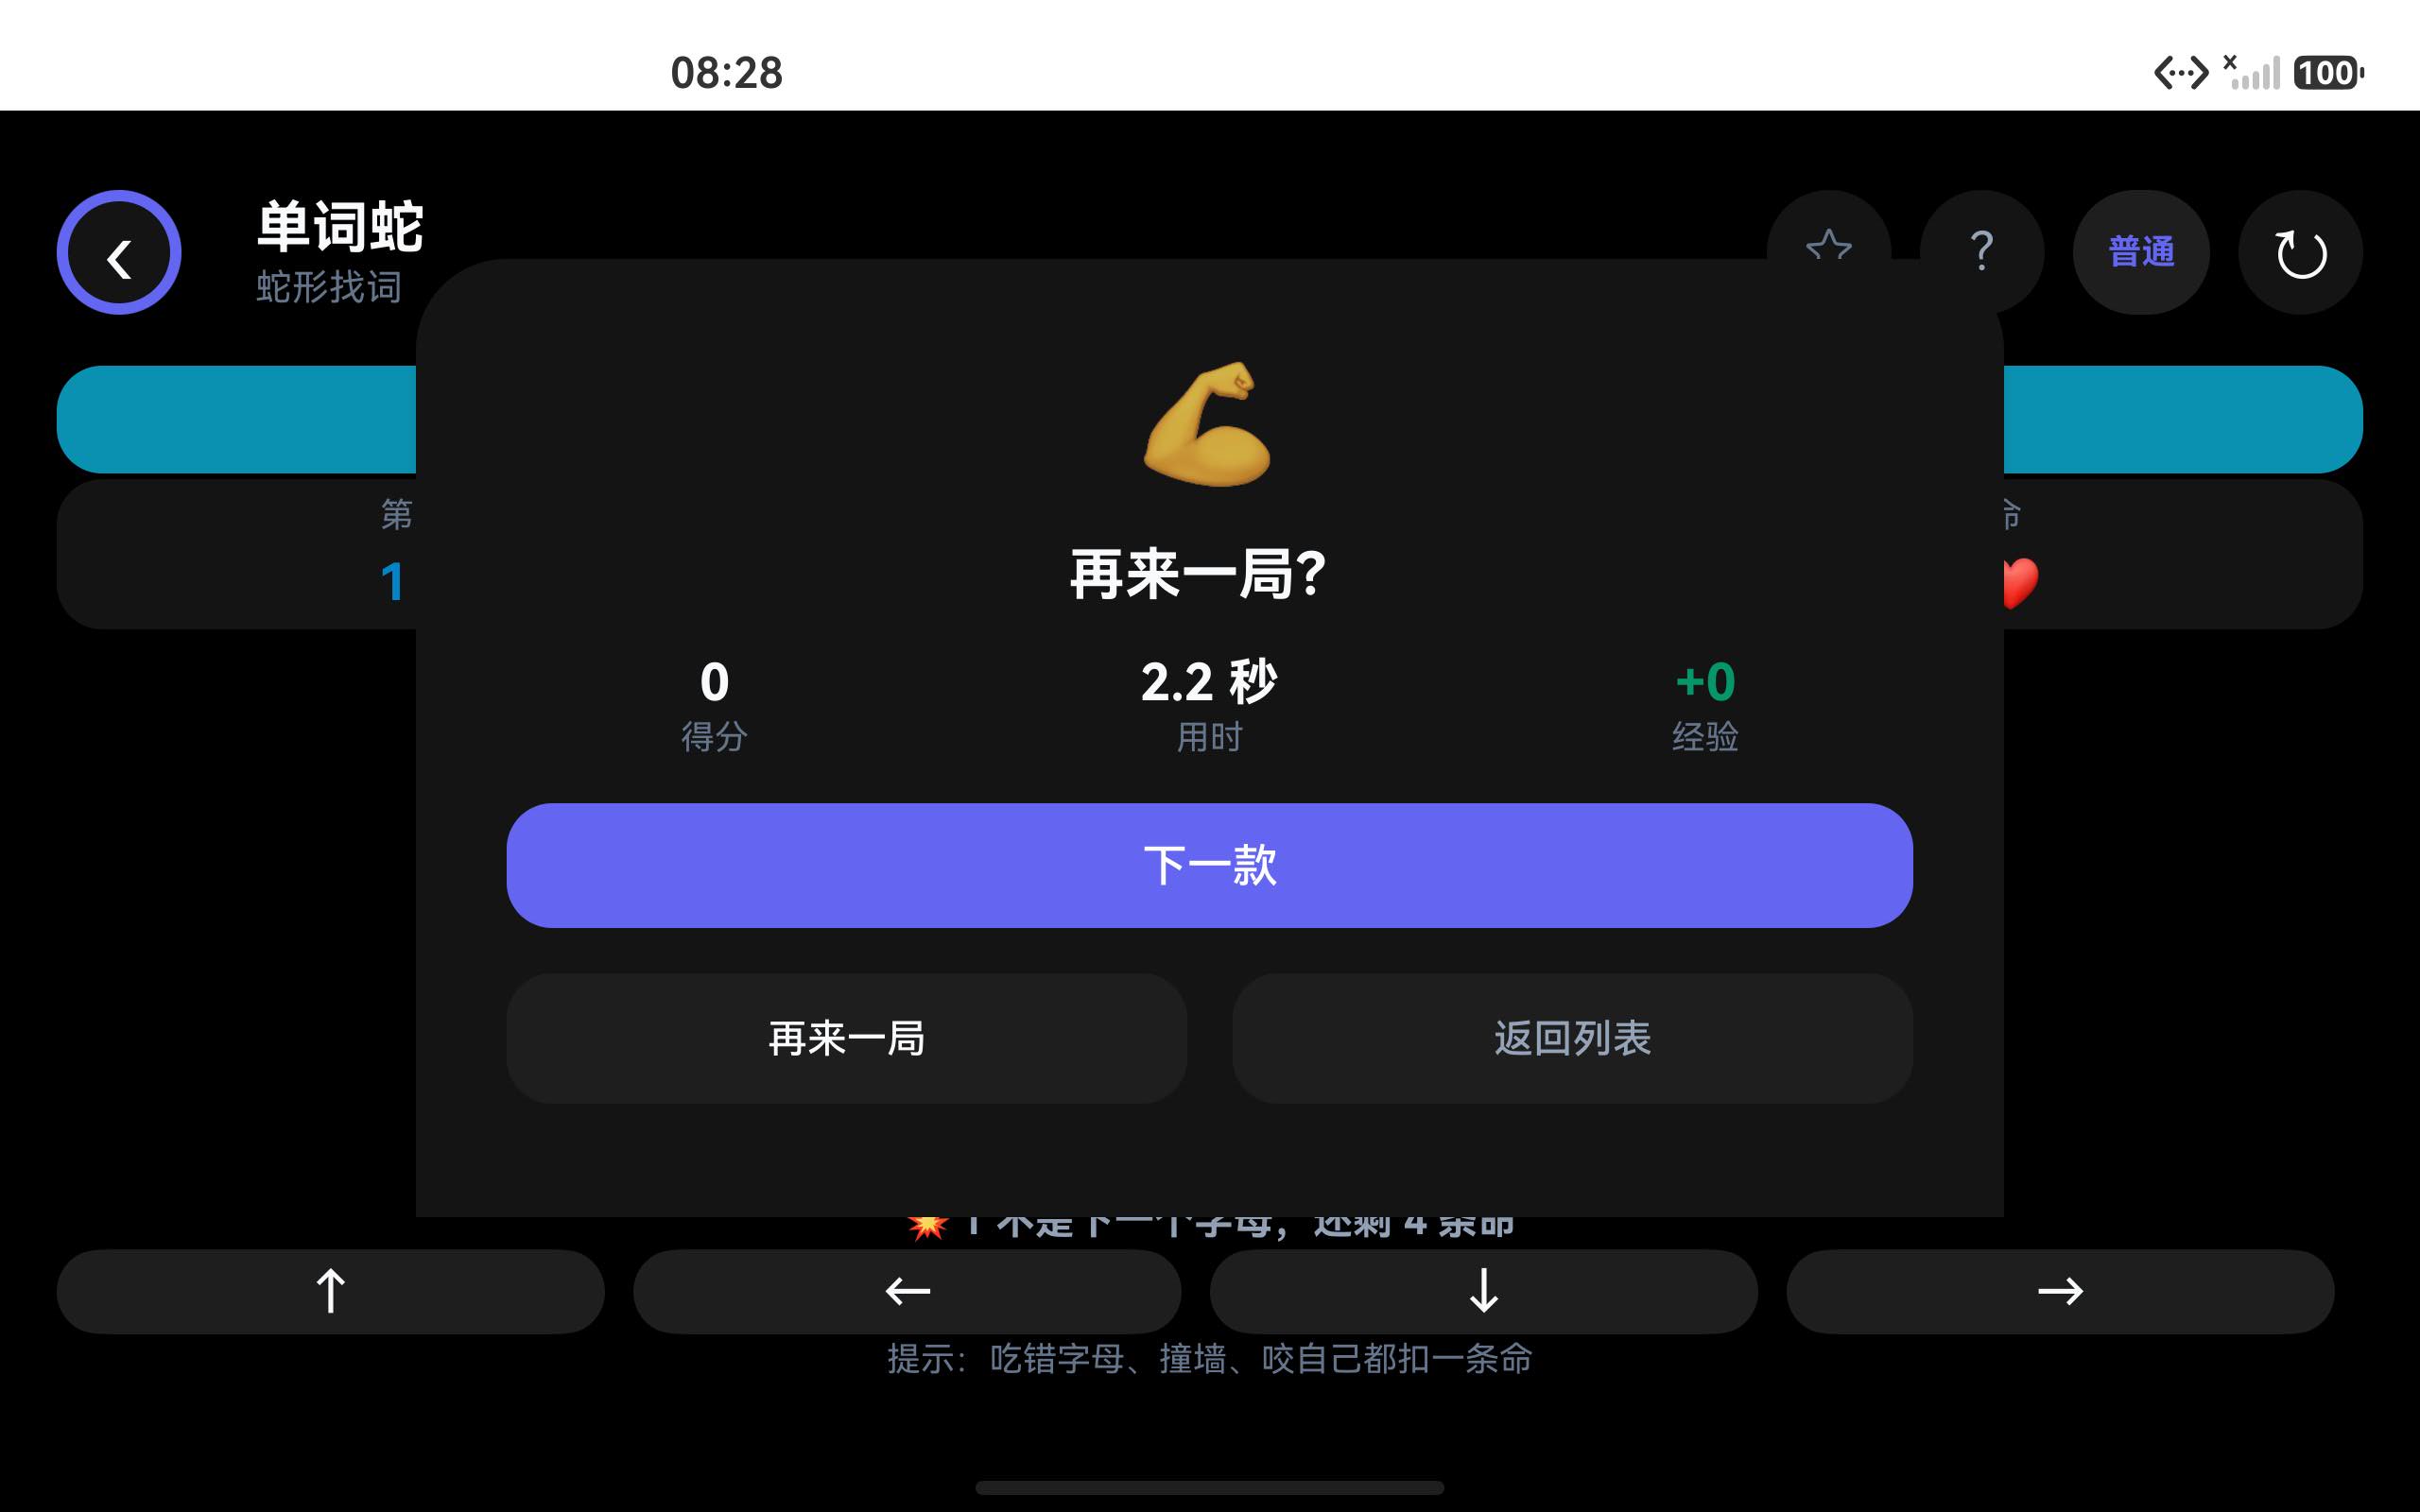 08:28
100
单词蛇
蛇形找词
?
普通
第
1
再来一局?
0
2.2 秒
+0
得分
用时
经验
下一款
再来一局
返回列表
↑ ← ↓ →
提示：吃错字母、撞墙、咬自己都扣一条命